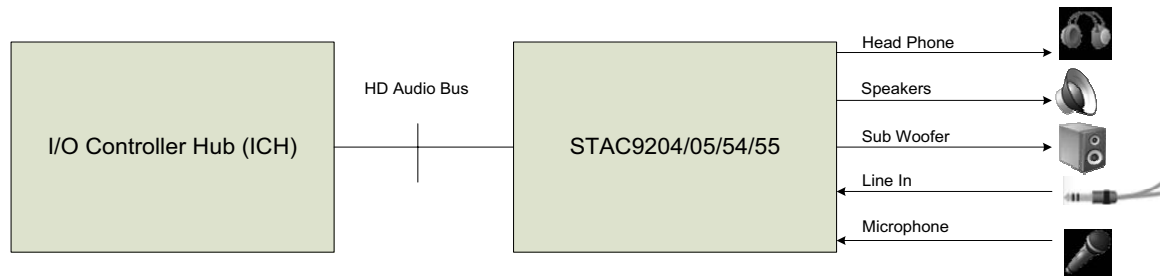 I/O Controller Hub (ICH)
HD Audio Bus
STAC9204/05/54/55
Head Phone
Speakers
Sub Woofer
Line In
Microphone